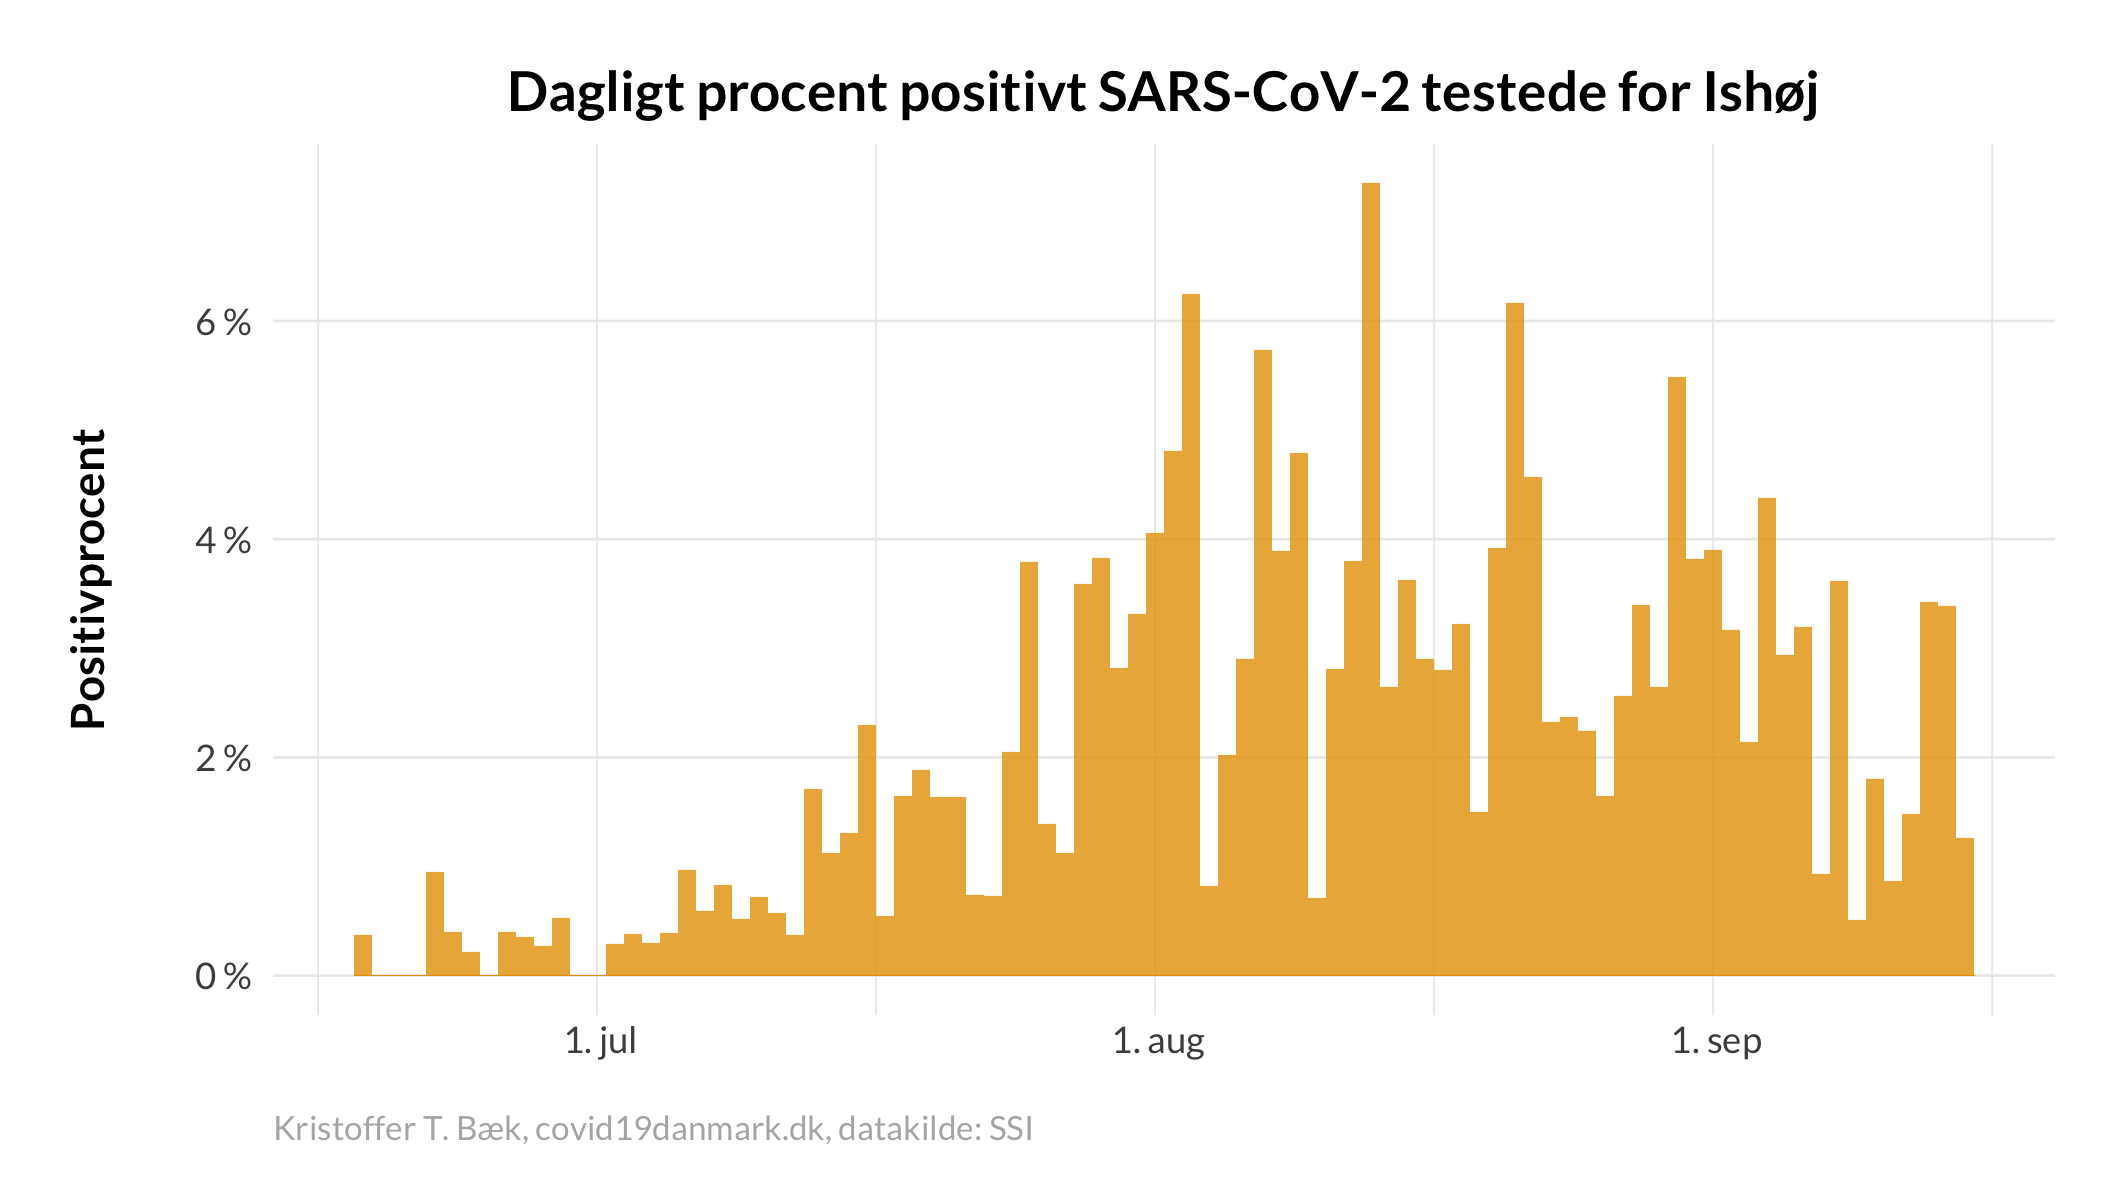 Dagligt procent positivt SARS-CoV-2 testede for Ishøj
Positivprocent
6 %
4 %
2 %
0 %
1. jul
1. aug
1. sep
Kristoffer T. Bæk, covid19danmark.dk, datakilde: SSI